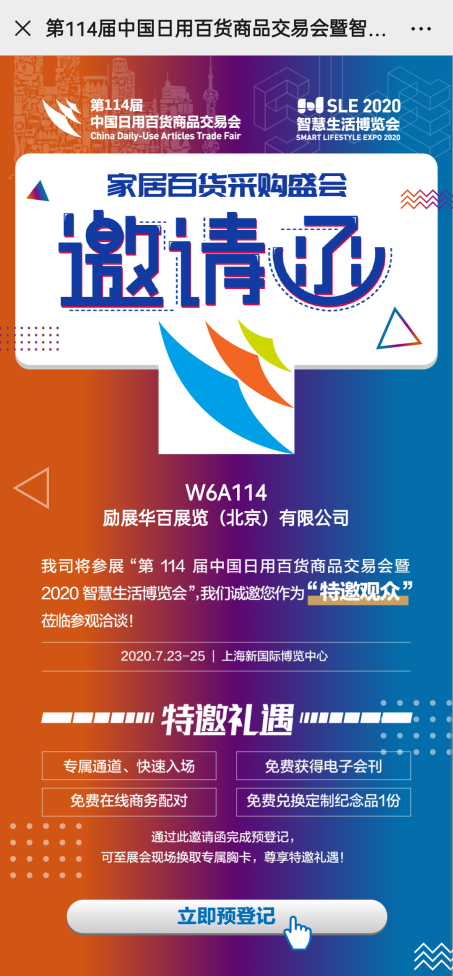 第114届中国日用百货商品交易会暨智...
第114届
中国日用百货商品交易会
China Daily-Use Articles Trade Fair
SLE 2020
智慧生活博览会
SMART LIFESTYLE EXPO 2020
家居百货采购盛会
邀请函
W6A114
励展华百展览（北京）有限公司
我司将参展“第 114 届中国日用百货商品交易会暨
2020 智慧生活博览会”,我们诚邀您作为“特邀观众”
莅临参观洽谈！
2020.7.23-25 | 上海新国际博览中心
特邀礼遇
专属通道、快速入场
免费获得电子会刊
免费在线商务配对
免费兑换定制纪念品1份
通过此邀请函完成预登记，
可至展会现场换取专属胸卡，尊享特邀礼遇！
立即预登记